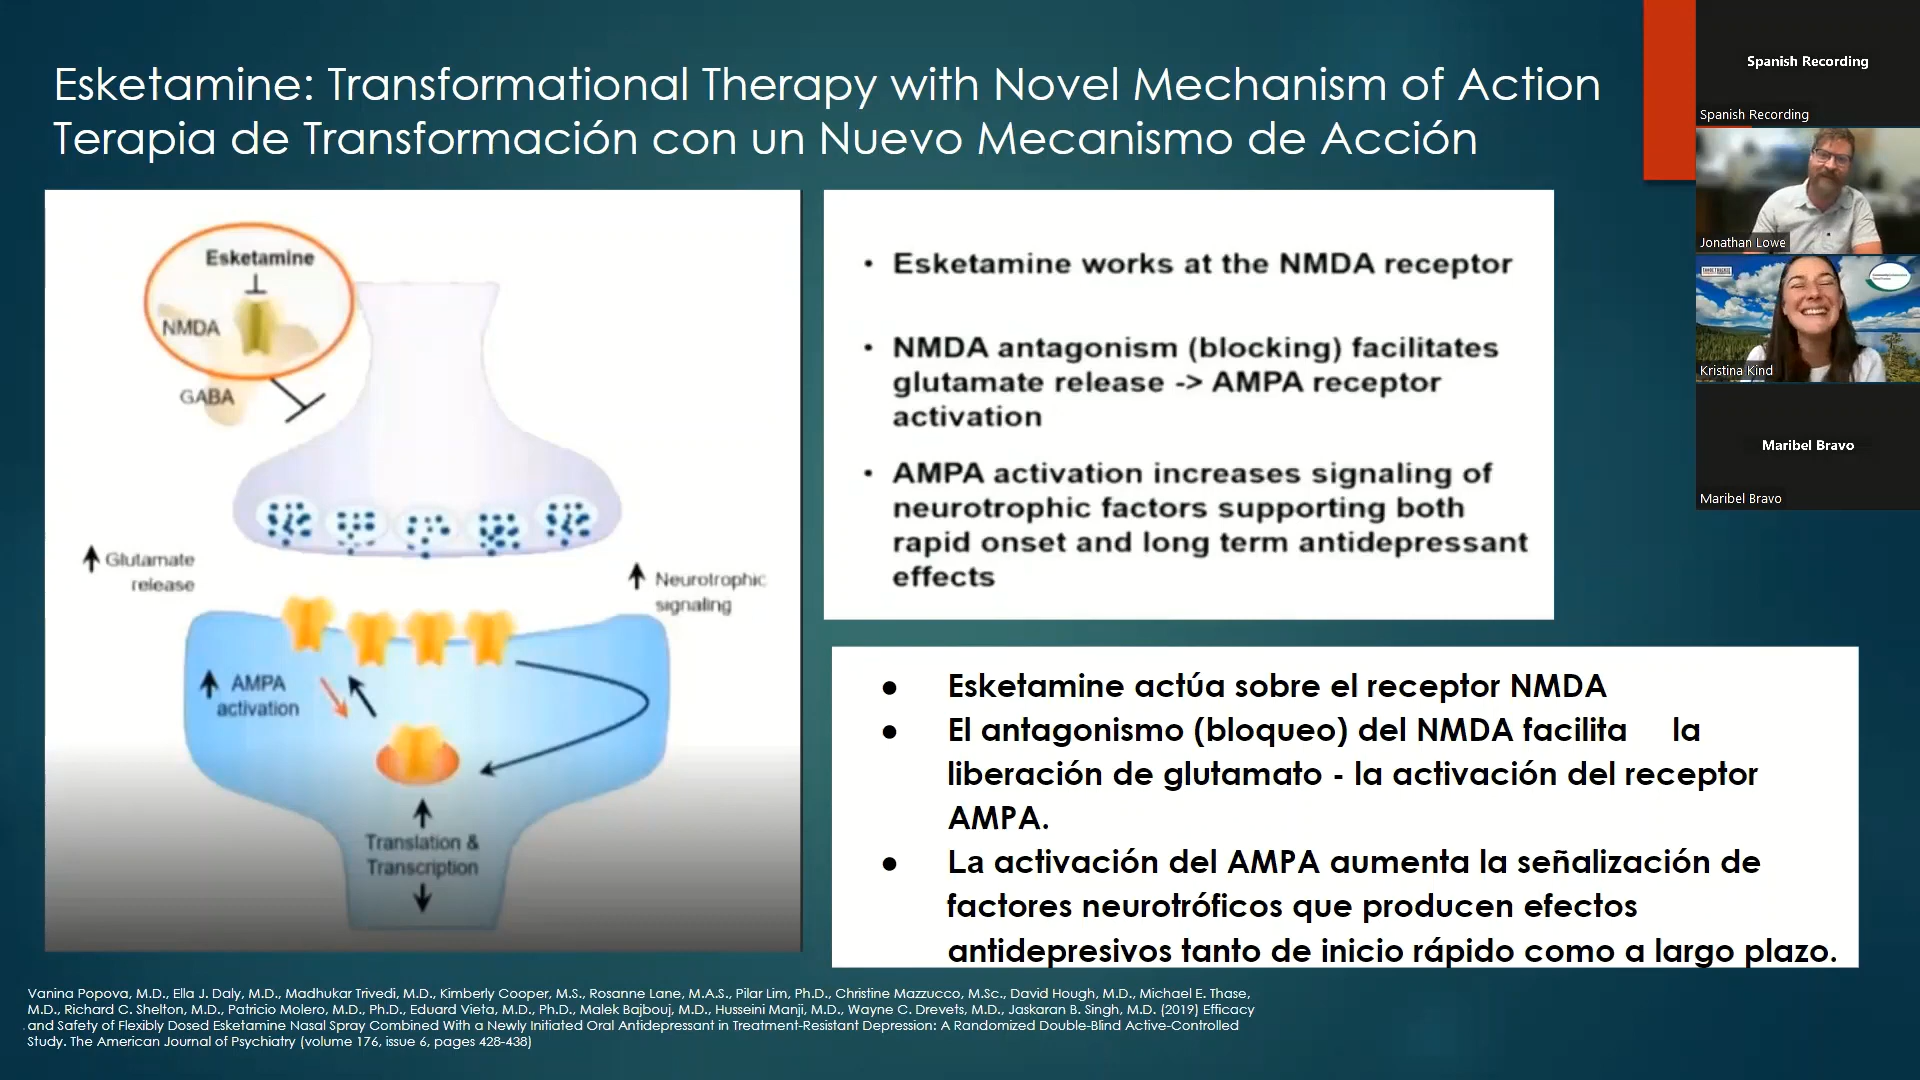 Esketamine: Transformational Therapy with Novel Mechanism of Action
Terapia de Transformación con un Nuevo Mecanismo de Acción
Esketamine
NMDA
GABA
Glutamate
release
Neurotrophic
signaling
AMPA
activation
Translation &
Transcription
• Esketamine works at the NMDA receptor
• NMDA antagonism (blocking) facilitates
glutamate release -> AMPA receptor
activation
• AMPA activation increases signaling of
neurotrophic factors supporting both
rapid onset and long term antidepressant
effects
● Esketamine actúa sobre el receptor NMDA
● El antagonismo (bloqueo) del NMDA facilita la
liberación de glutamato - la activación del receptor
AMPA.
● La activación del AMPA aumenta la señalización de
factores neurotróficos que producen efectos
antidepresivos tanto de inicio rápido como a largo plazo.
Vanina Popova, M.D., Ella J. Daly, M.D., Madhukar Trivedi, M.D., Kimberly Cooper, M.S., Rosanne Lane, M.A.S., Pilar Lim, Ph.D., Christine Mazzucco, M.Sc., David Hough, M.D., Michael E. Thase,
M.D., Richard C. Shelton, M.D., Patricio Molero, M.D., Ph.D., Eduard Vieta, M.D., Ph.D., Malek Bajbouj, M.D., Husseini Manji, M.D., Wayne C. Drevets, M.D., Jaskaran B. Singh, M.D. (2019) Efficacy
and Safety of Flexibly Dosed Esketamine Nasal Spray Combined With a Newly Initiated Oral Antidepressant in Treatment-Resistant Depression: A Randomized Double-Blind Active-Controlled
Study. The American Journal of Psychiatry (volume 176, issue 6, pages 428-438)
Spanish Recording
Spanish Recording
Jonathan Lowe
Kristina Kind
Maribel Bravo
Maribel Bravo